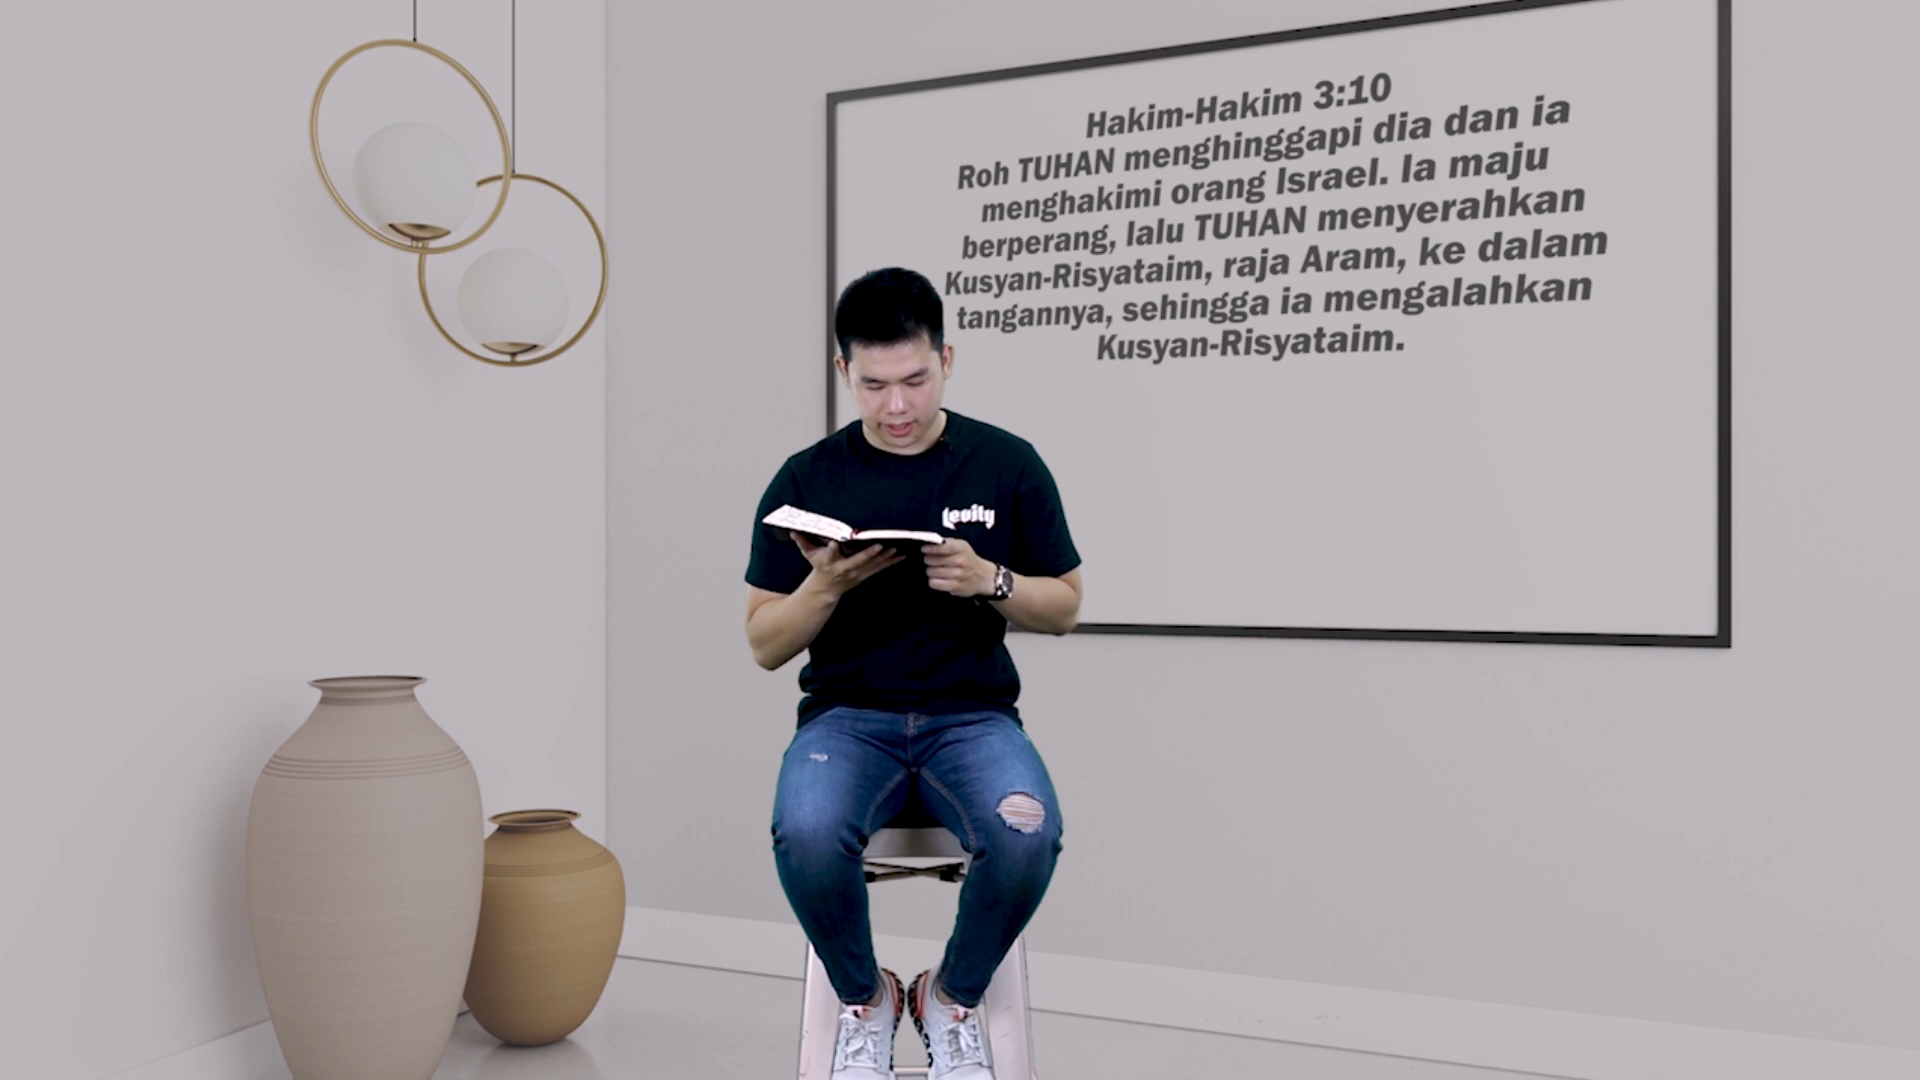 Hakim-Hakim 3:10
Roh TUHAN menghinggapi dia dan ia
menghakimi orang Israel. Ia maju
berperang, lalu TUHAN menyerahkan
Kusyan-Risyataim, raja Aram, ke dalam
tangannya, sehingga ia mengalahkan
Kusyan-Risyataim.
Levity